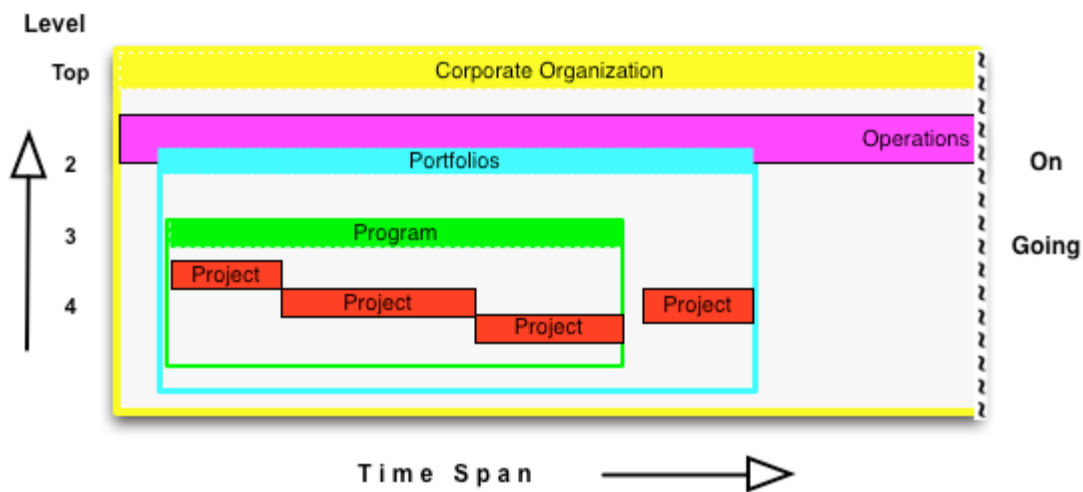 Level
Top
Corporate Organization
Operations
2
Portfolios
On
3
Program
Going
Project
4
Project
Project
Project
Time Span